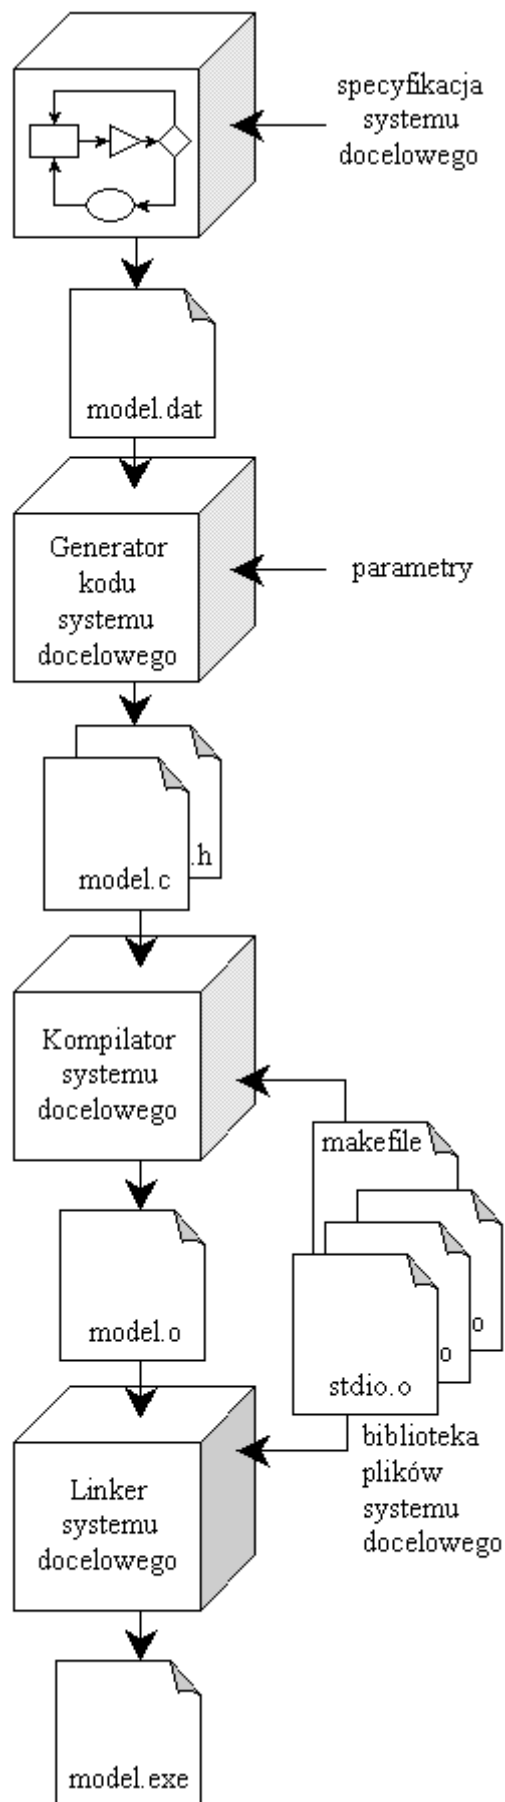 specyfikacja
systemu
docelowego
model.dat
Generator
kodu
systemu
docelowego
parametry
.h
model.c
Kompilator
systemu
docelowego
makefile
model.o
o
o
stdio.o
biblioteka
plików
systemu
docelowego
Linker
systemu
docelowego
model.exe